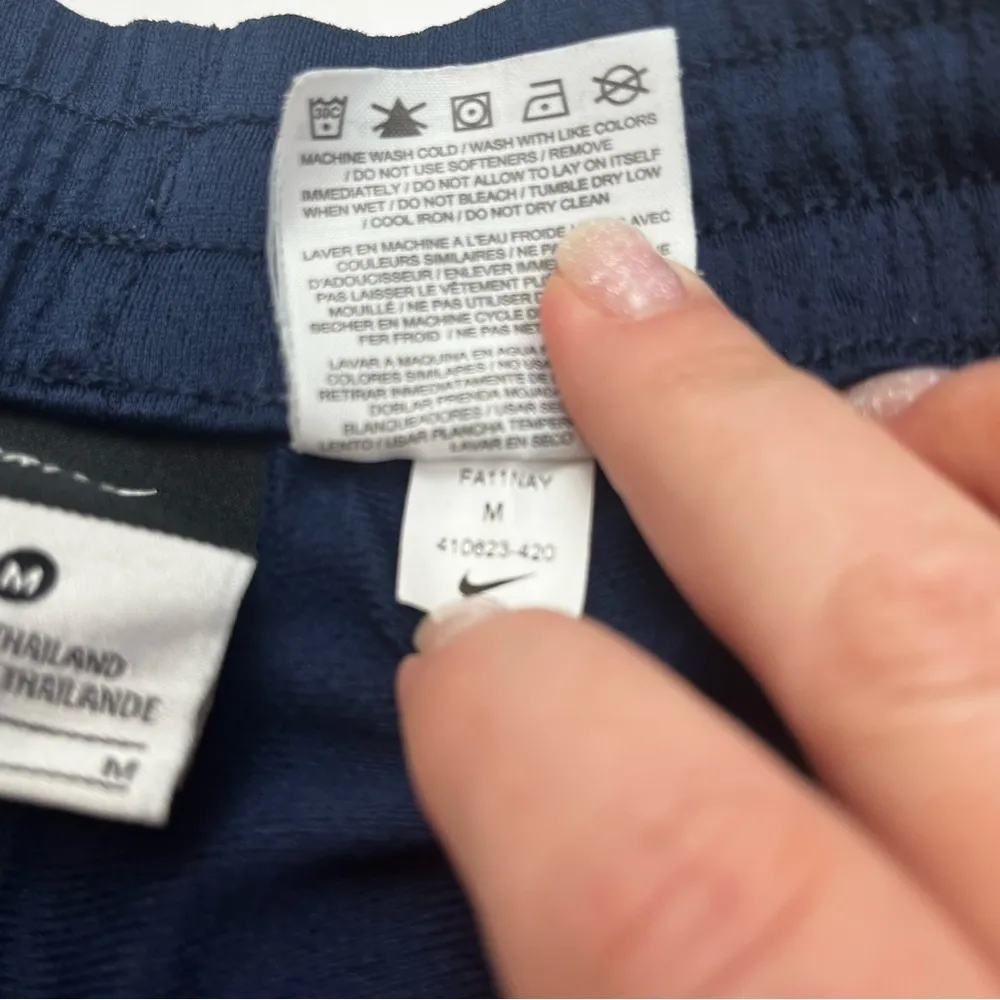 30C
MACHINE WASH COLD / WASH WITH LIKE COLORS
/ DO NOT USE SOFTENERS / REMOVE
IMMEDIATELY / DO NOT ALLOW TO LAY ON ITSELF
WHEN WET / DO NOT BLEACH / TUMBLE DRY LOW
/ COOL IRON / DO NOT DRY CLEAN
LAVER EN MACHINE A L'EAU FROIDE AVEC
COULEURS SIMILAIRES / NE
D'ADOUCISSEUR / ENLEVER
PAS LAISSER LE VÊTEMENT
MOUILLÉ / NE PAS UTILISER
SECHER EN MACHINE CYCLE
FER FROID / NE PAS
LAVAR A MAQUINA EN AGUA
COLORES SIMILARES / NO
RETIRAR INMEDIATAMENTE DE
DOBLAR PRENDA
BLANQUEADORES / USAR
LENTO / USAR PLANCHA
LAVAR EN SECO
FA11NAY
M
410623-420
M
THAILAND
THAILANDE
M